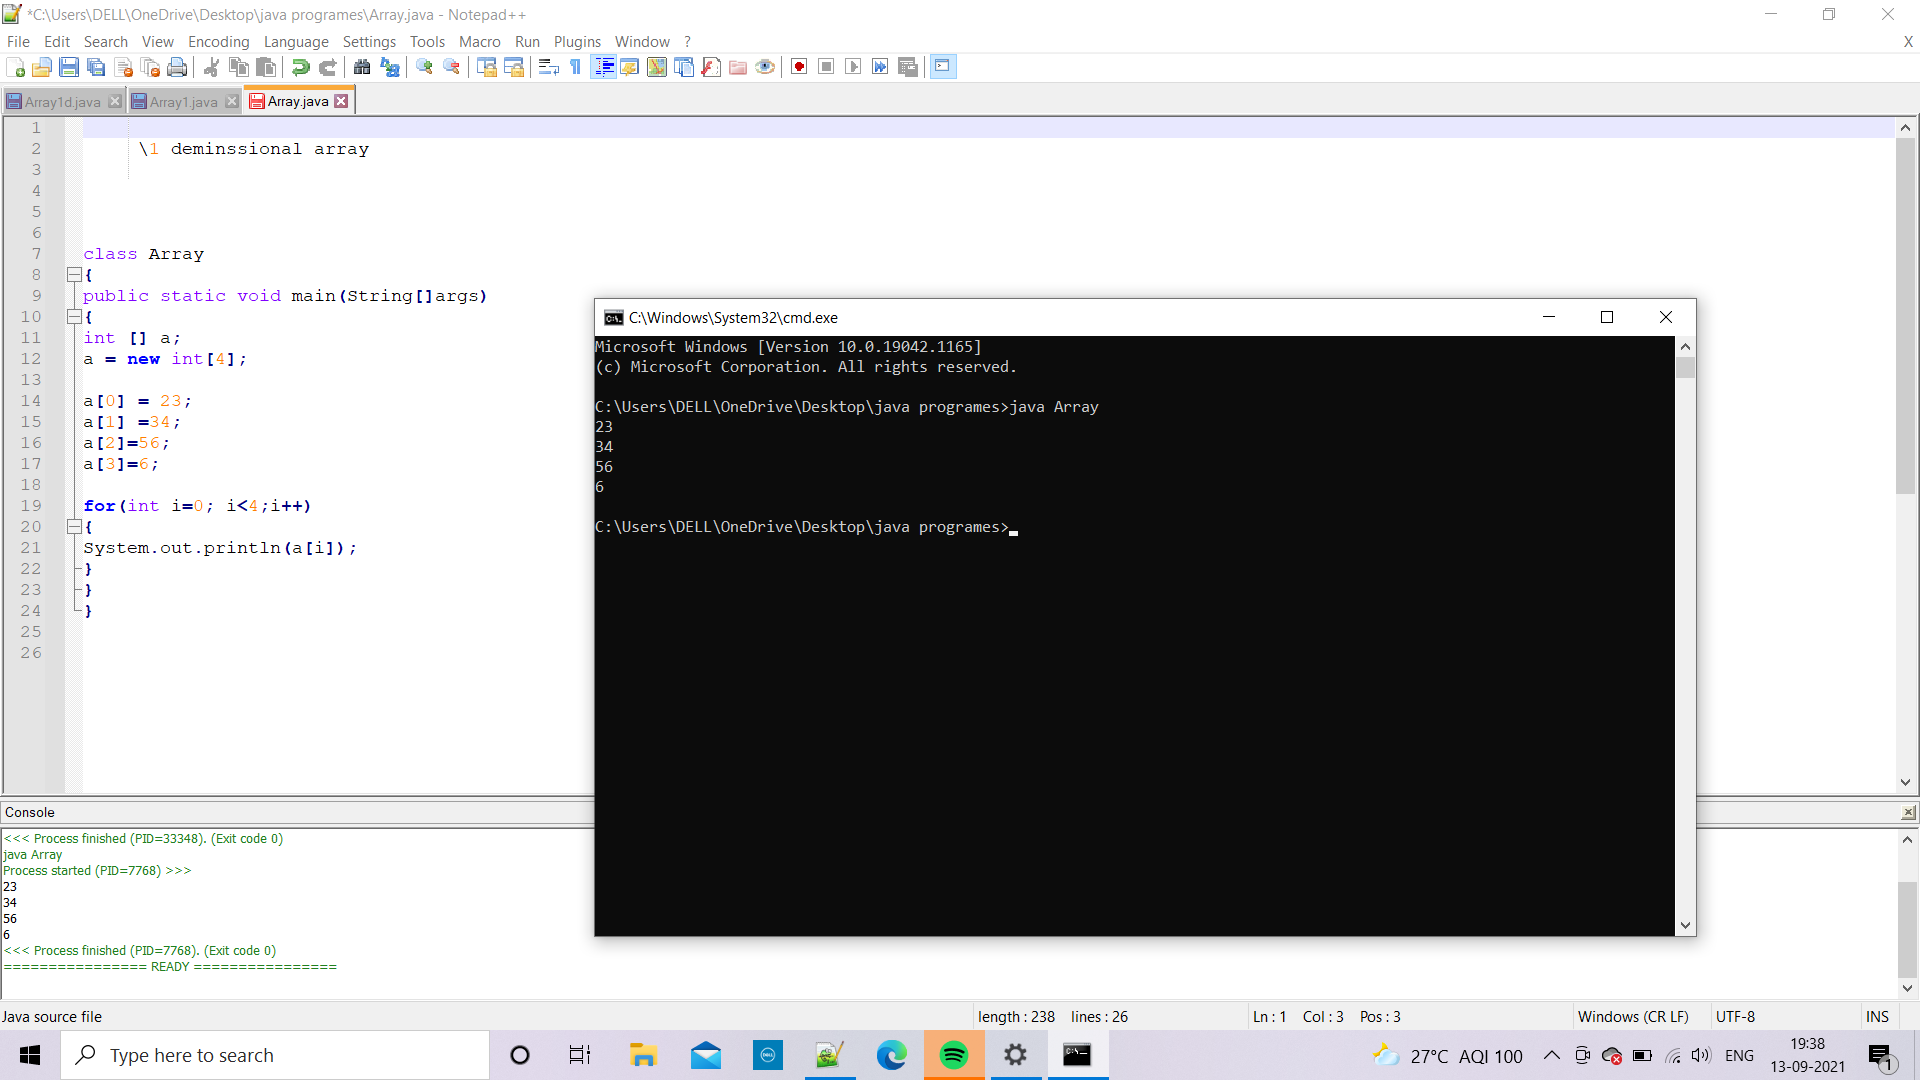 *C:\Users\DELL\OneDrive\Desktop\java programes\Array.java - Notepad++
File Edit Search View Encoding Language Settings Tools Macro Run Plugins Window ? X
Array1d.java Array1.java Array.java
1
2 \1 deminssional array
3
4
5
6
7 class Array
8 {
9 public static void main(String[]args)
10 {
11 int [] a;
12 a = new int[4];
13
14 a[0] = 23;
15 a[1] =34;
16 a[2]=56;
17 a[3]=6;
18
19 for(int i=0; i<4;i++)
20 {
21 System.out.println(a[i]);
22 }
23 }
24 }
25
26
C:\Windows\System32\cmd.exe
Microsoft Windows [Version 10.0.19042.1165]
(c) Microsoft Corporation. All rights reserved.
C:\Users\DELL\OneDrive\Desktop\java programes>java Array
23
34
56
6
C:\Users\DELL\OneDrive\Desktop\java programes>
Console
<<< Process finished (PID=33348). (Exit code 0)
java Array
Process started (PID=7768) >>>
23
34
56
6
<<< Process finished (PID=7768). (Exit code 0)
================ READY ================
Java source file length : 238 lines : 26 Ln : 1 Col : 3 Pos : 3 Windows (CR LF) UTF-8 INS
Type here to search 27°C AQI 100 ENG 19:38
13-09-2021 1